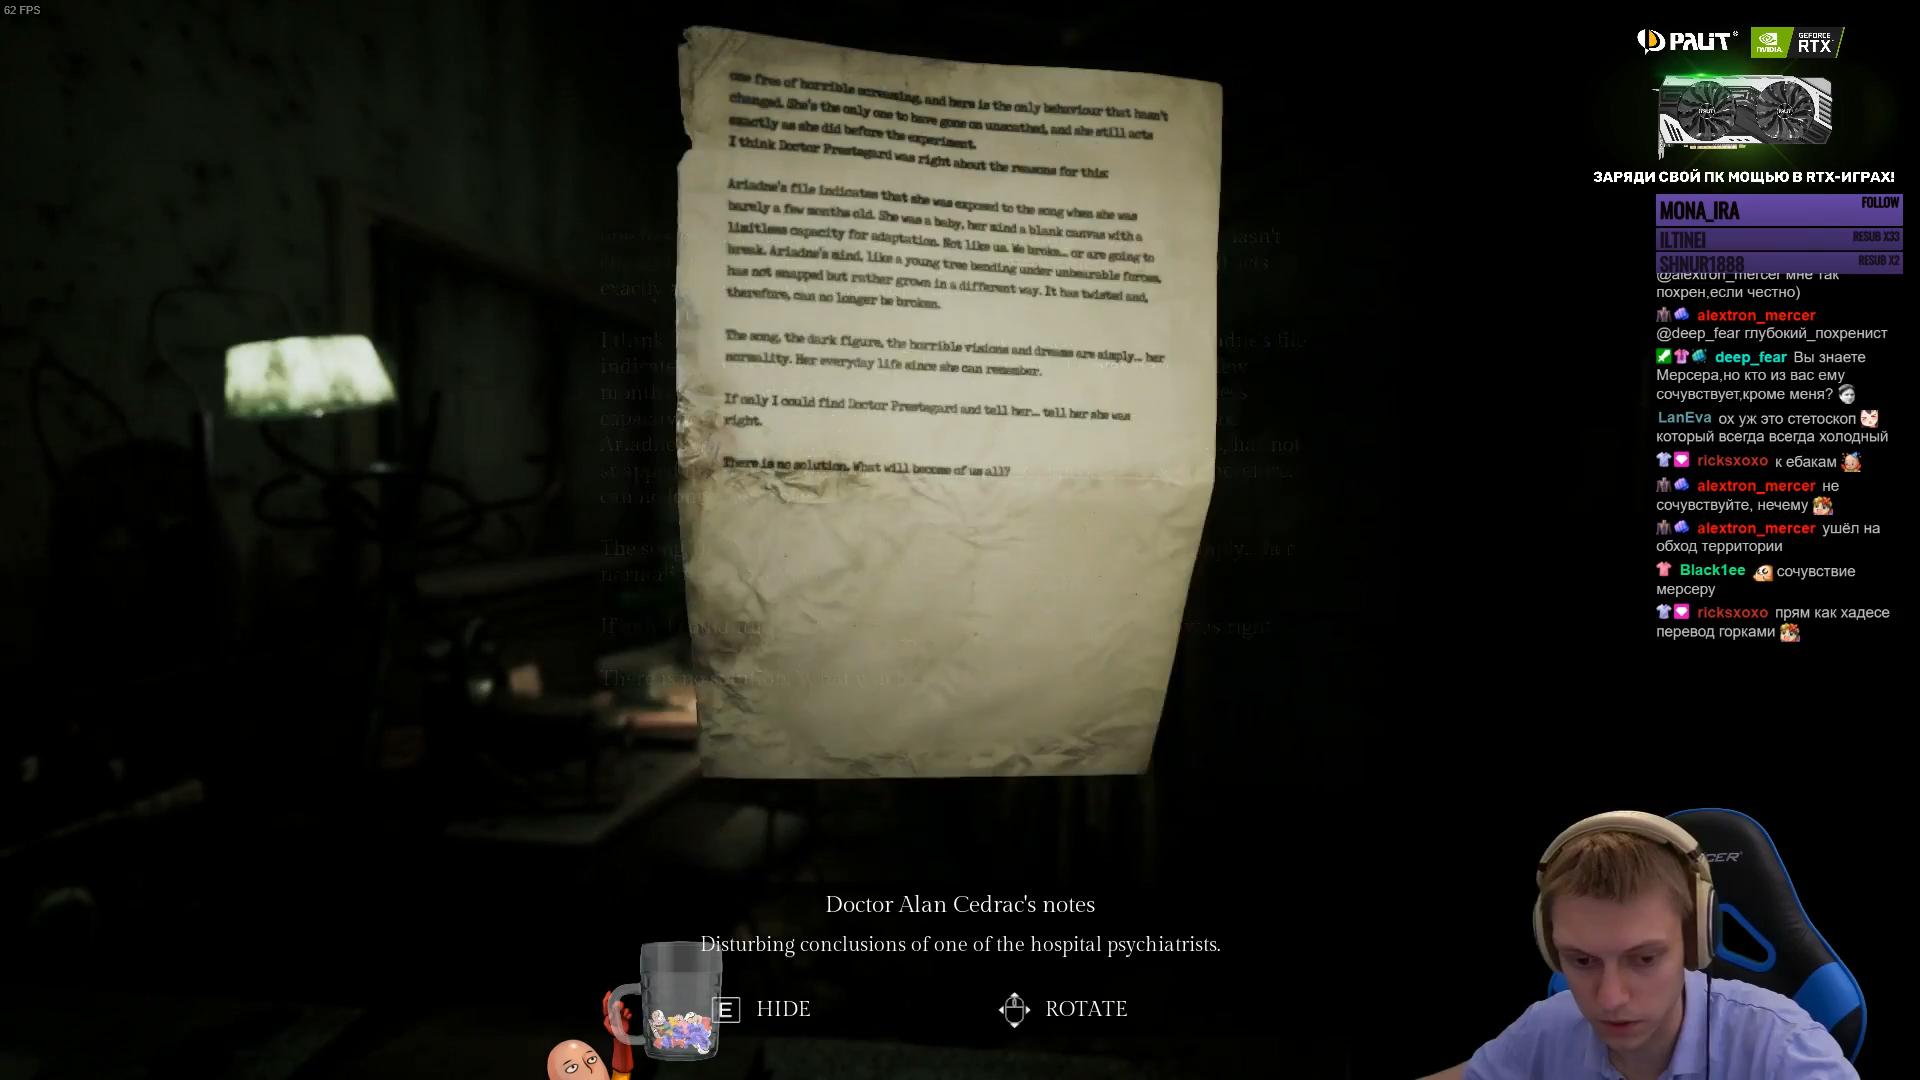 62 FPS
one free of horrible screaming, and here is the only behaviour that hasn't
changed. She's the only one to have gone on unscathed, and she still acts
exactly as she did before the experiment.
I think Doctor Prestegard was right about the reasons for this:
Ariadne's file indicates that she was exposed to the song when she was
barely a few months old. She was a baby, her mind a blank canvas with a
limitless capacity for adaptation. Not like us. We broke... or are going to
break. Ariadne's mind, like a young tree bending under unbearable forces,
has not snapped but rather grown in a different way. It has twisted and,
therefore, can no longer be broken.
The song, the dark figure, the horrible visions and dreams are simply... her
normality. Her everyday life since she can remember.
If only I could find Doctor Prestegard and tell her... tell her she was
right.
There is no solution. What will become of us all?
Doctor Alan Cedrac's notes
Disturbing conclusions of one of the hospital psychiatrists.
E HIDE
ROTATE
PALIT
NVIDIA GEFORCE RTX
ЗАРЯДИ СВОЙ ПК МОЩЬЮ В RTX-ИГРАХ!
MONA_IRA FOLLOW
ILTINEI RESUB X33
SHNUR1888 RESUB X2
@alextron_mercer мне так
похрен,если честно)
alextron_mercer
@deep_fear глубокий_похренист
deep_fear Вы знаете
Мерсера,но кто из вас ему
сочувствует,кроме меня?
LanEva ох уж это стетоскоп
который всегда всегда холодный
ricksxoxo к ебакам
alextron_mercer не
сочувствуйте, нечему
alextron_mercer ушёл на
обход территории
Black1ee сочувствие
мерсеру
ricksxoxo прям как хадесе
перевод горками